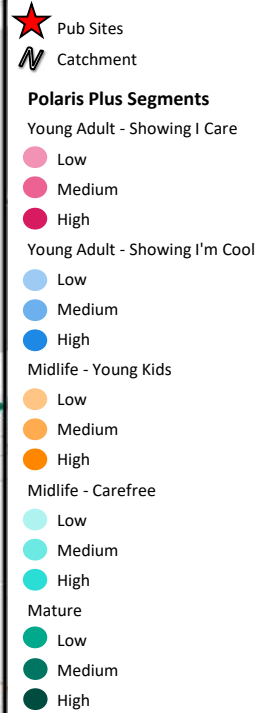 Pub Sites
Catchment
Polaris Plus Segments
Young Adult - Showing I Care
Low
Medium
High
Young Adult - Showing I'm Cool
Low
Medium
High
Midlife - Young Kids
Low
Medium
High
Midlife - Carefree
Low
Medium
High
Mature
Low
Medium
High